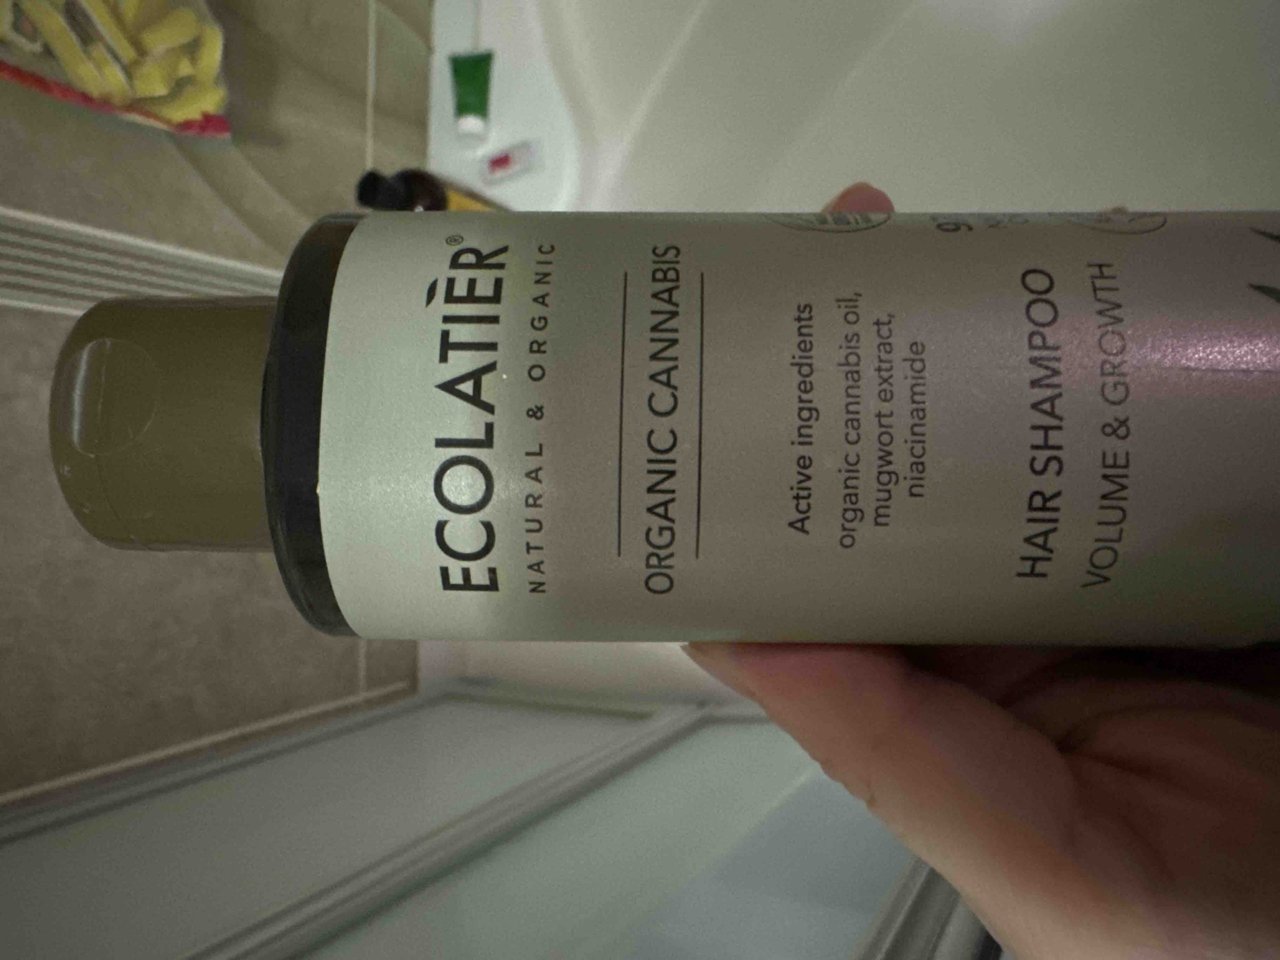 ECOLATIÈR®
NATURAL & ORGANIC
ORGANIC CANNABIS
Active ingredients
organic cannabis oil,
mugwort extract,
niacinamide
HAIR SHAMPOO
VOLUME & GROWTH